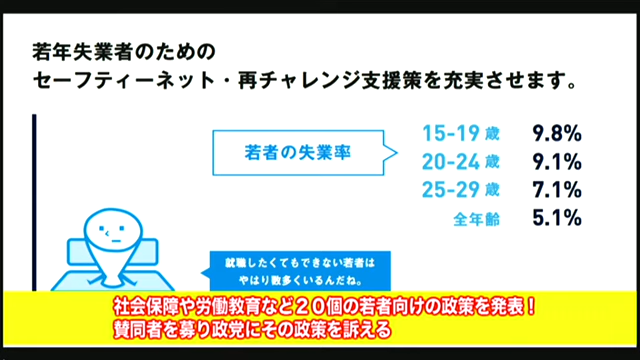 若年失業者のための
セーフティーネット・再チャレンジ支援策を充実させます。
若者の失業率
15-19歳 9.8%
20-24歳 9.1%
25-29歳 7.1%
全年齢 5.1%
就職したくてもできない若者は
やはり数多くいるんだね。
社会保障や労働教育など２０個の若者向けの政策を発表！
賛同者を募り政党にその政策を訴える